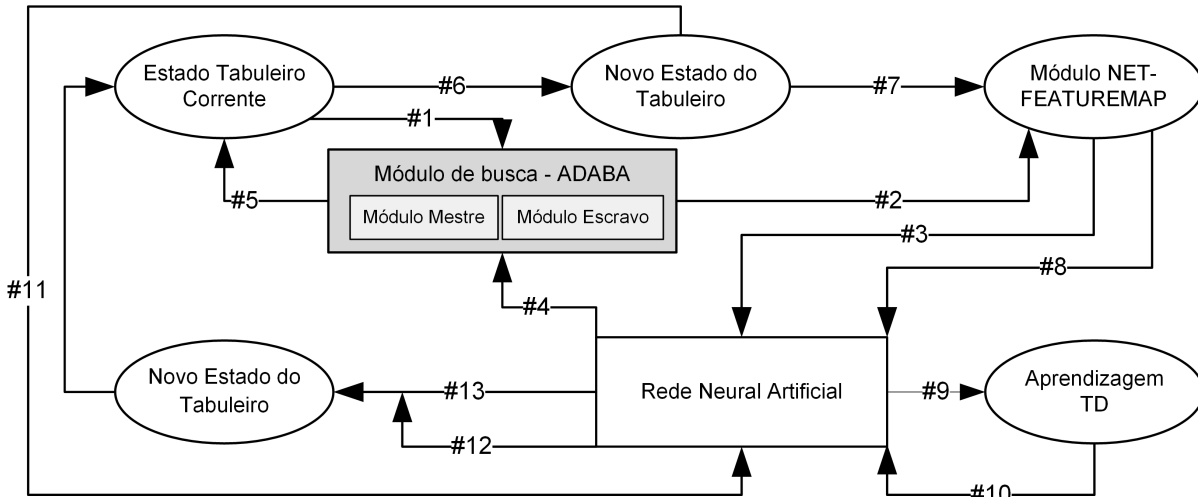 Estado Tabuleiro
Corrente
#6
Novo Estado do
Tabuleiro
#7
Módulo NET-
FEATUREMAP
#1
Módulo de busca - ADABA
Módulo Mestre
Módulo Escravo
#5
#2
#3
#8
#11
#4
Novo Estado do
Tabuleiro
#13
#12
Rede Neural Artificial
#9
Aprendizagem
TD
#10